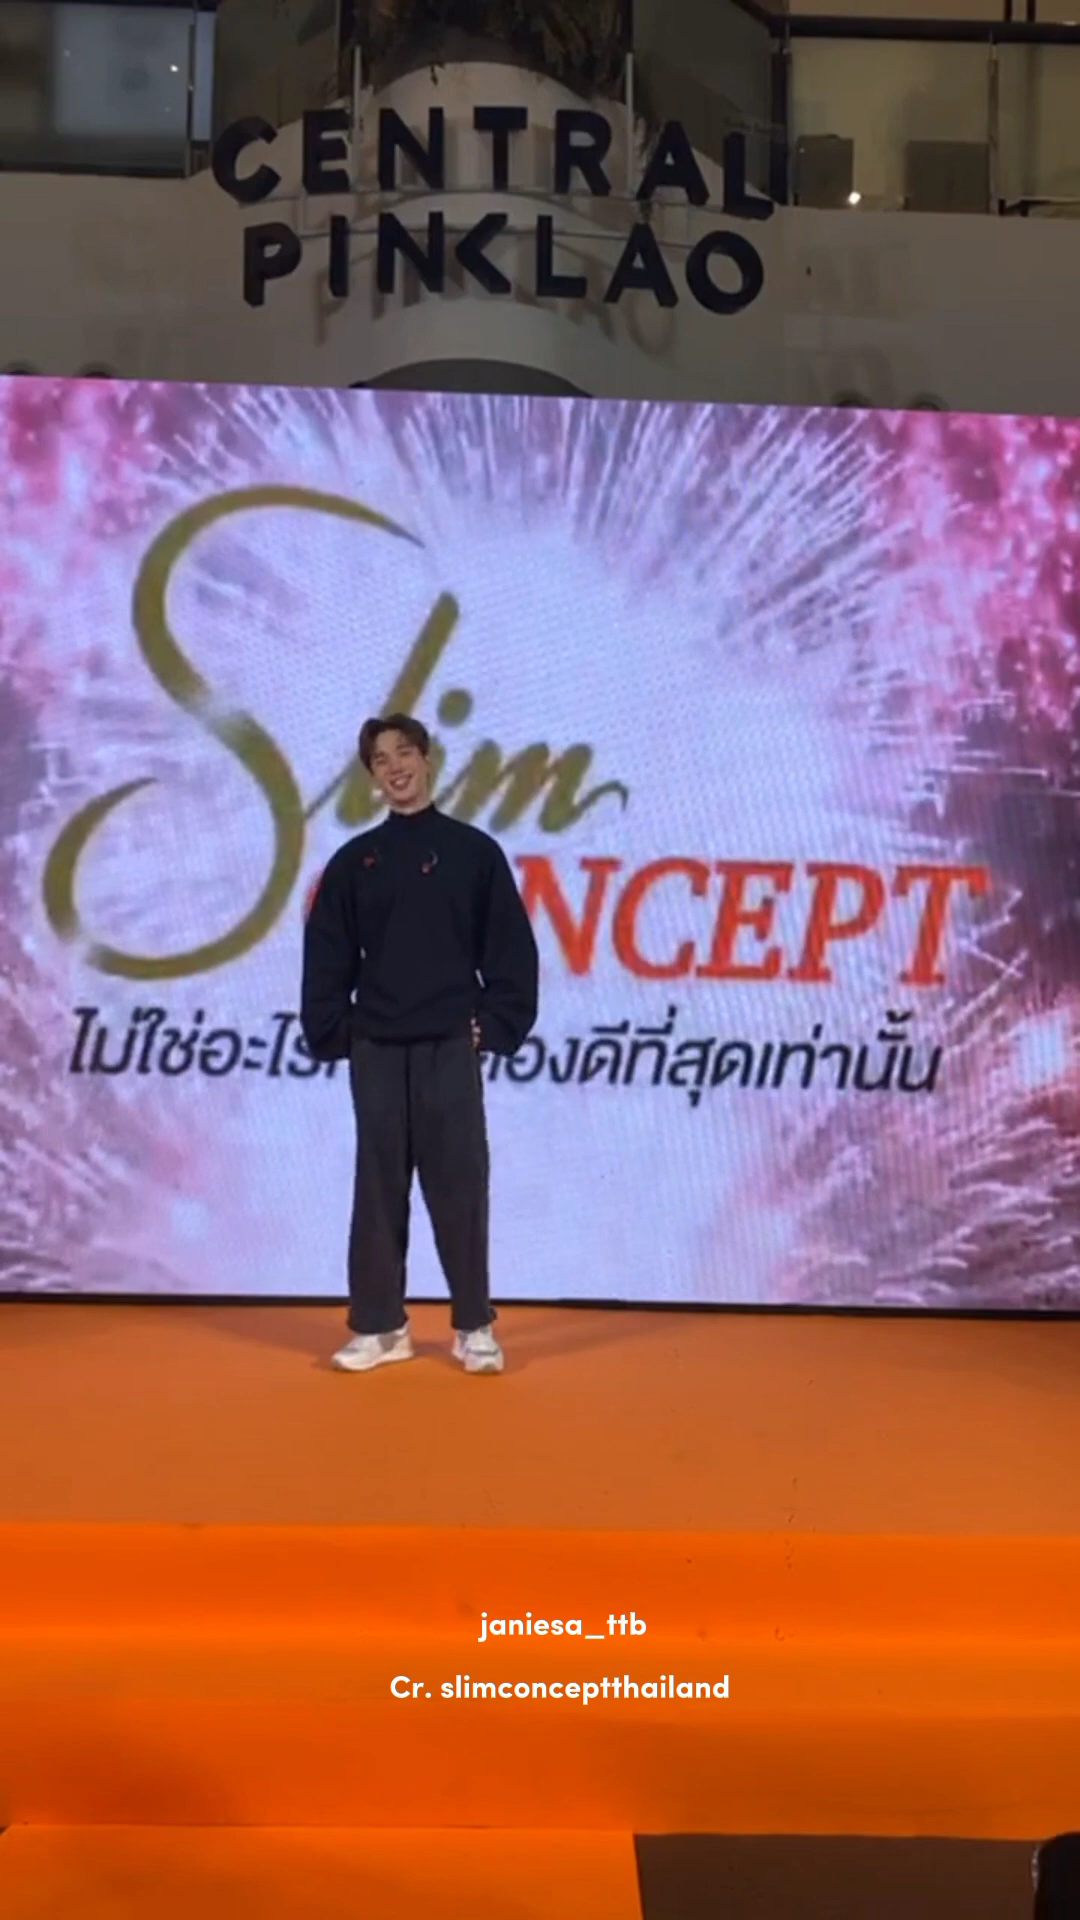 CENTRAL
PINKLAO
Slim
NCEPT
ไม่ใช่อะไร องดีที่สุดเท่านั้น
janiesa_ttb
Cr. slimconceptthailand